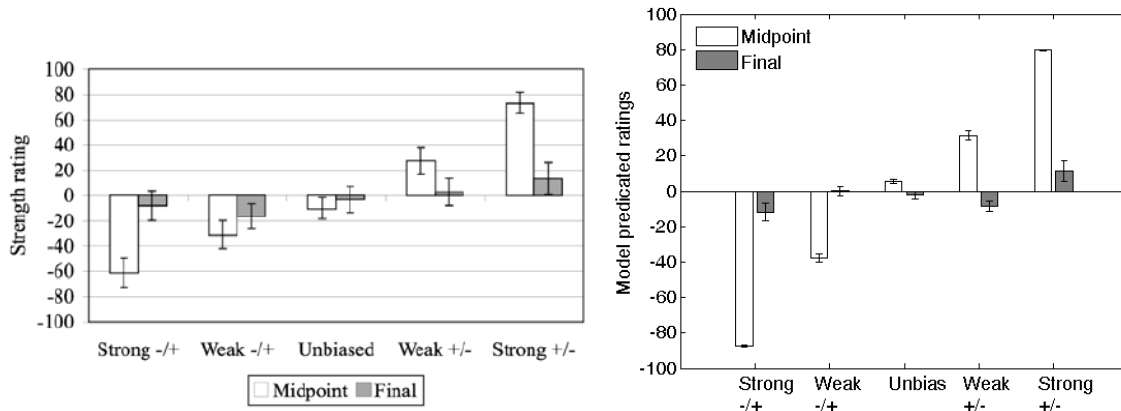 Strength rating
100
80
60
40
20
0
-20
-40
-60
-80
-100
Strong -/+ Weak -/+ Unbiased Weak +/- Strong +/-
Midpoint Final
Model predicated ratings
100
80
60
40
20
0
-20
-40
-60
-80
-100
Midpoint
Final
Strong Weak Unbias Weak Strong
-/+ -/+ +/- +/-